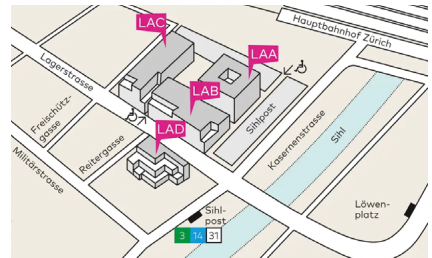 LAC
Hauptbahnhof Zürich
LAA
Lagerstrasse
LAB
Freischütz-
gasse
LAD
Sihlpost
Kasernenstrasse
Sihl
Reitergasse
Militärstrasse
Sihl-
post
Löwen-
platz
3 14 31